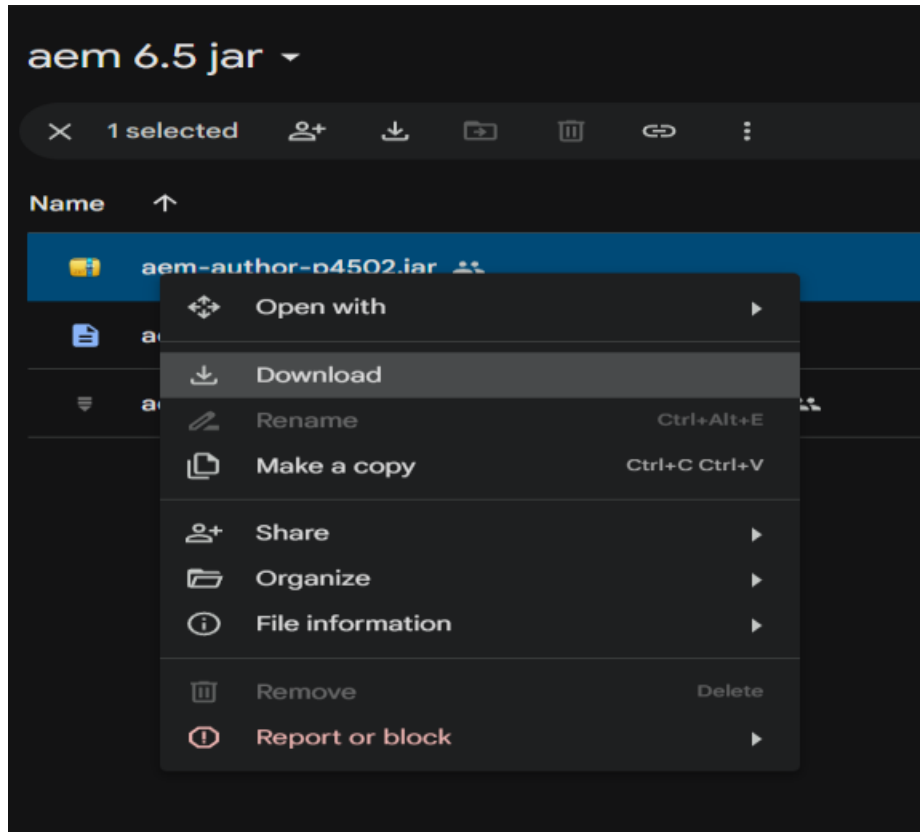 aem 6.5 jar
1 selected
Name
aem-author-p4502.jar
Open with
a
Download
a
Rename Ctrl+Alt+E
Make a copy Ctrl+C Ctrl+V
Share
Organize
File information
Remove Delete
Report or block